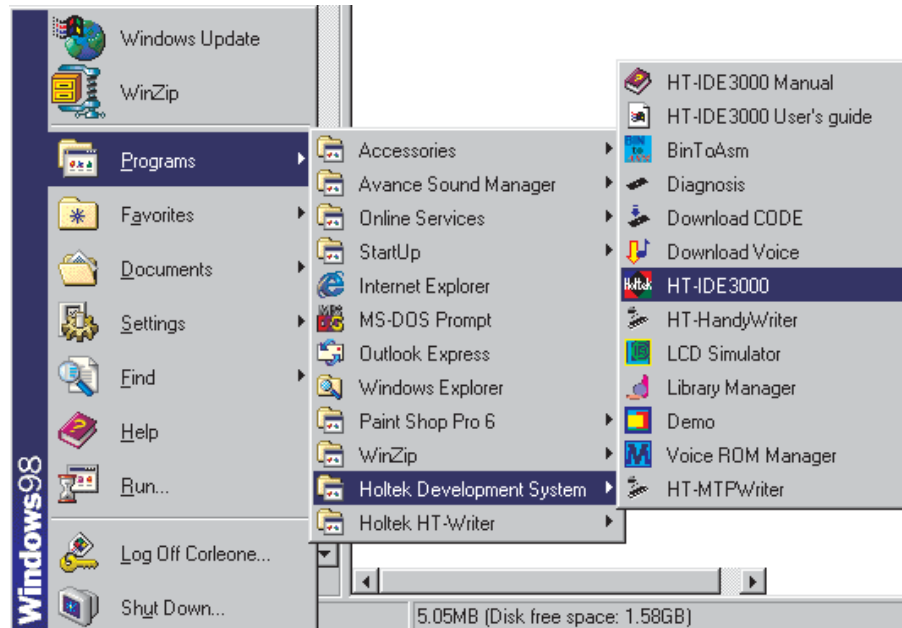 Windows Update
WinZip
Programs
Favorites
Documents
Settings
Find
Help
Run...
Log Off Corleone...
Shut Down...
Windows98
Accessories
Avance Sound Manager
Online Services
StartUp
Internet Explorer
MS-DOS Prompt
Outlook Express
Windows Explorer
Paint Shop Pro 6
WinZip
Holtek Development System
Holtek HT-Writer
HT-IDE3000 Manual
HT-IDE3000 User's guide
BinToAsm
Diagnosis
Download CODE
Download Voice
HT-IDE3000
HT-HandyWriter
LCD Simulator
Library Manager
Demo
Voice ROM Manager
HT-MTPWriter
5.05MB (Disk free space: 1.58GB)